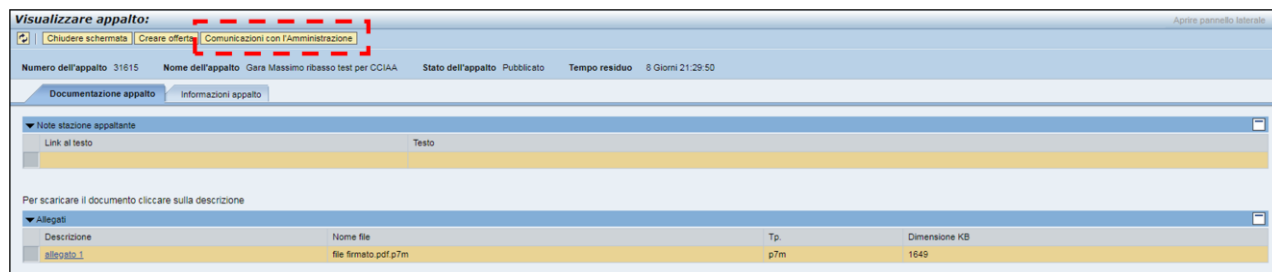 Visualizzare appalto:
Aprire pannello laterale
Chiudere schermata Creare offerta Comunicazioni con l'Amministrazione
Numero dell'appalto 31615 Nome dell'appalto Gara Massimo ribasso test per CCIAA Stato dell'appalto Pubblicato Tempo residuo 8 Giorni 21:29:50
Documentazione appalto Informazioni appalto
Note stazione appaltante
Link al testo Testo
Per scaricare il documento cliccare sulla descrizione
Allegati
Descrizione Nome file Tp. Dimensione KB
allegato 1 file firmato.pdf.p7m p7m 1649